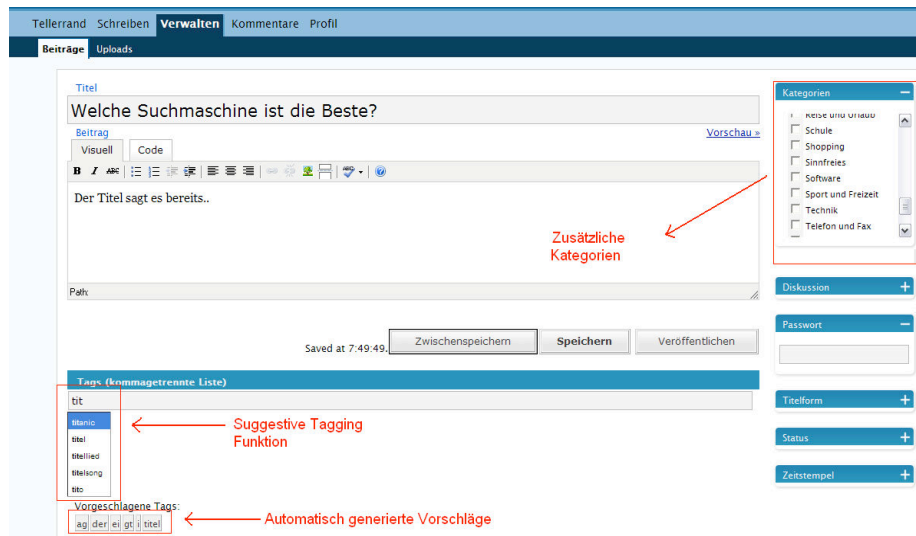 Tellerrand Schreiben Verwalten Kommentare Profil
Beiträge Uploads
Titel
Welche Suchmaschine ist die Beste?
Beitrag Vorschau »
Visuell Code
B I ABC ABC
Der Titel sagt es bereits..
Path:
Saved at 7:49:49. Zwischenspeichern Speichern Veröffentlichen
Tags (kommagetrennte Liste)
tit
titanic
titel
titellied
titelsong
tito
Suggestive Tagging
Funktion
Vorgeschlagene Tags:
ag der ei gt i titel
Automatisch generierte Vorschläge
Zusätzliche
Kategorien
Kategorien
Reise und Urlaub
Schule
Shopping
Sinnfreies
Software
Sport und Freizeit
Technik
Telefon und Fax
Diskussion
Passwort
Titelform
Status
Zeitstempel